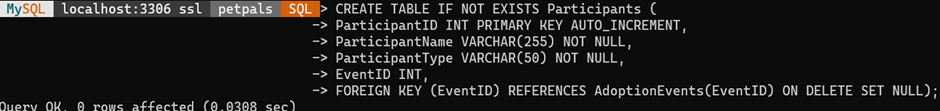 MySQL localhost:3306 ssl petpals SQL > CREATE TABLE IF NOT EXISTS Participants (
-> ParticipantID INT PRIMARY KEY AUTO_INCREMENT,
-> ParticipantName VARCHAR(255) NOT NULL,
-> ParticipantType VARCHAR(50) NOT NULL,
-> EventID INT,
-> FOREIGN KEY (EventID) REFERENCES AdoptionEvents(EventID) ON DELETE SET NULL);
Query OK, 0 rows affected (0.0308 sec)